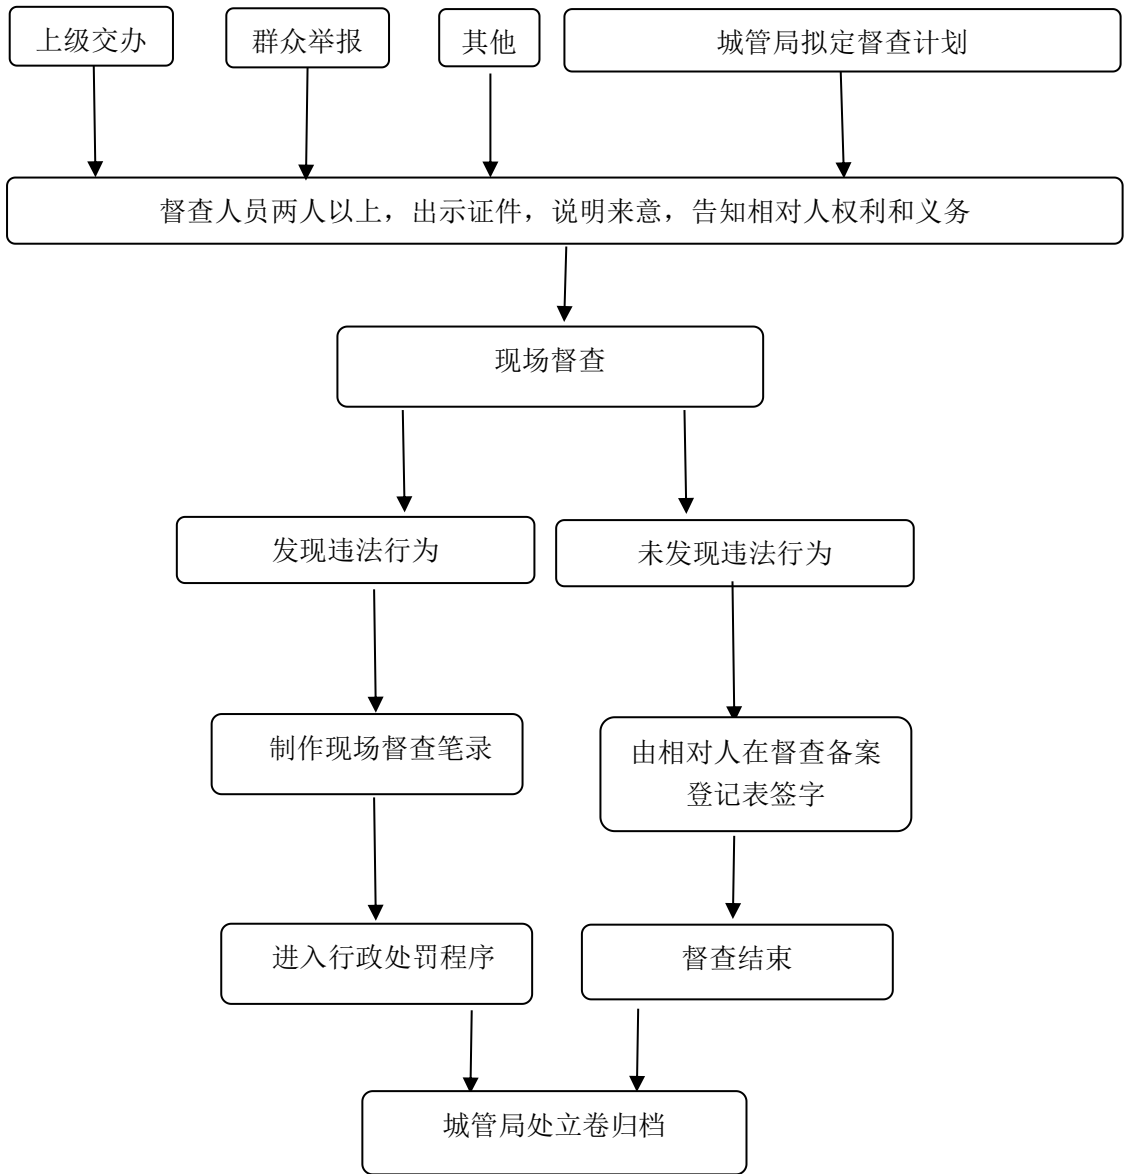 上级交办
群众举报
其他
城管局拟定督查计划
督查人员两人以上，出示证件，说明来意，告知相对人权利和义务
现场督查
发现违法行为
未发现违法行为
制作现场督查笔录
由相对人在督查备案
登记表签字
进入行政处罚程序
督查结束
城管局处立卷归档